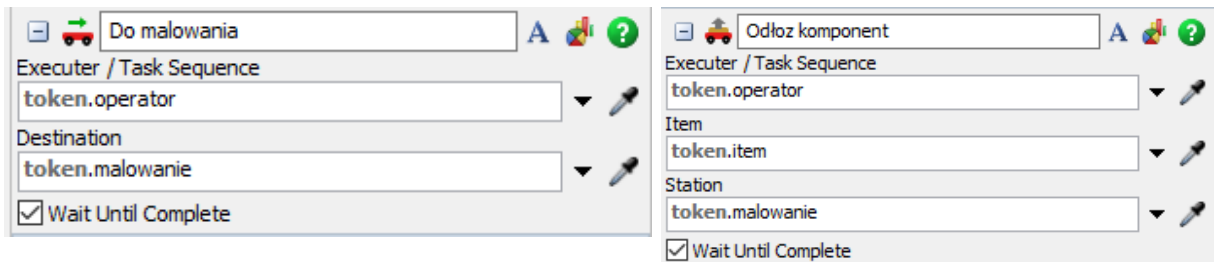 Do malowania
A
Executer / Task Sequence
token.operator
Destination
token.malowanie
Wait Until Complete
Odłoz komponent
A
Executer / Task Sequence
token.operator
Item
token.item
Station
token.malowanie
Wait Until Complete